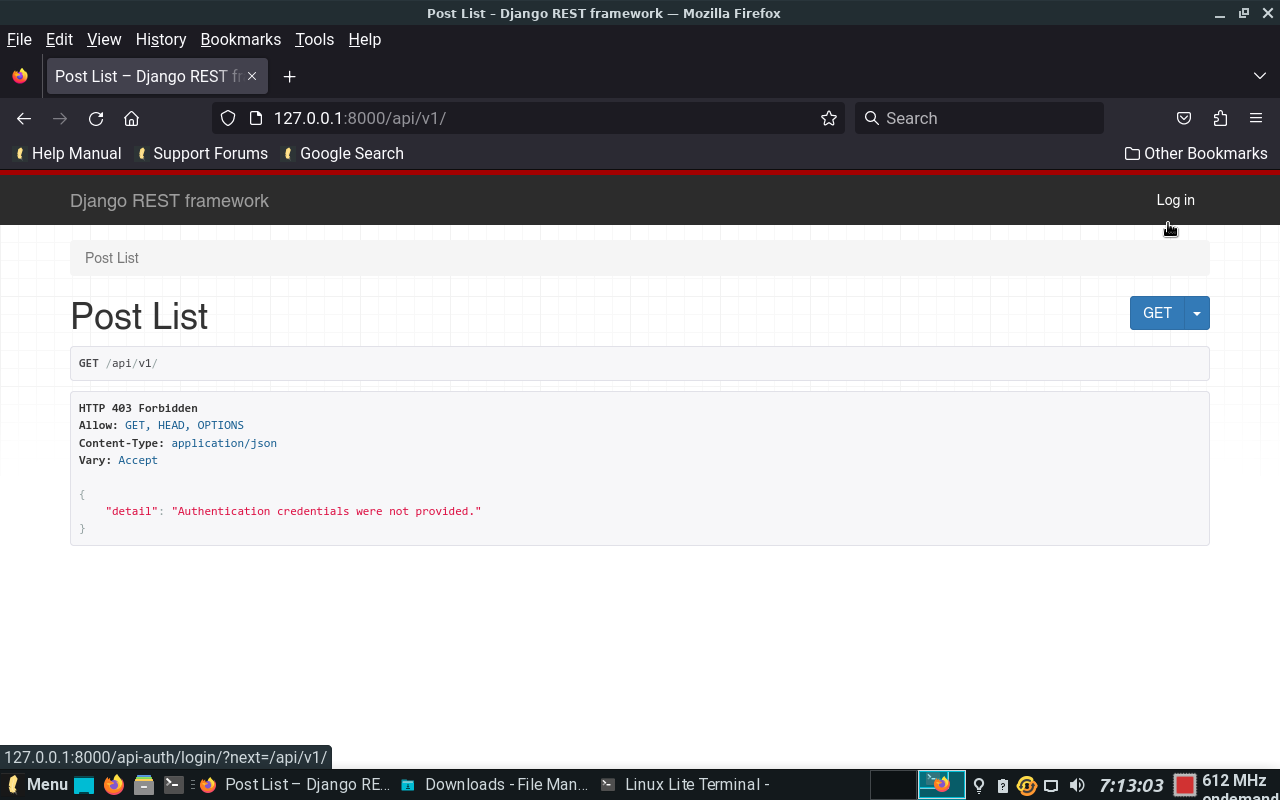 Post List – Django REST framework — Mozilla Firefox
File Edit View History Bookmarks Tools Help
Post List – Django REST fr
127.0.0.1:8000/api/v1/
Search
Help Manual Support Forums Google Search Other Bookmarks
Django REST framework Log in
Post List
Post List GET
GET /api/v1/
HTTP 403 Forbidden
Allow: GET, HEAD, OPTIONS
Content-Type: application/json
Vary: Accept
{
"detail": "Authentication credentials were not provided."
}
127.0.0.1:8000/api-auth/login/?next=/api/v1/
Menu Post List – Django RE... Downloads - File Man... Linux Lite Terminal - 7:13:03 612 MHz
ondemand